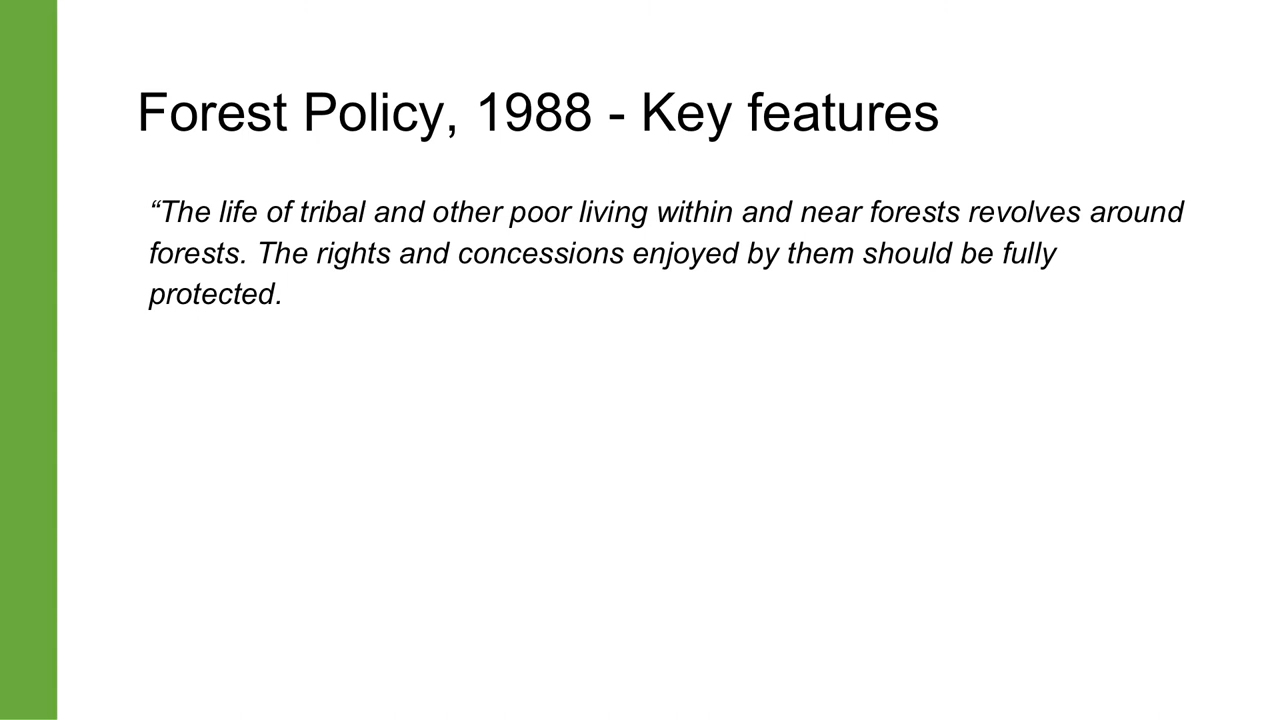 Forest Policy, 1988 - Key features
“The life of tribal and other poor living within and near forests revolves around
forests. The rights and concessions enjoyed by them should be fully
protected.